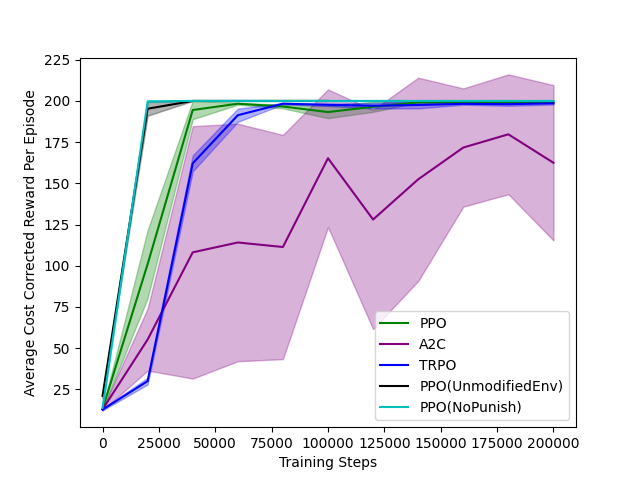 Average Cost Corrected Reward Per Episode
225
200
175
150
125
100
75
50
25
PPO
A2C
TRPO
PPO(UnmodifiedEnv)
PPO(NoPunish)
0 25000 50000 75000 100000 125000 150000 175000 200000
Training Steps